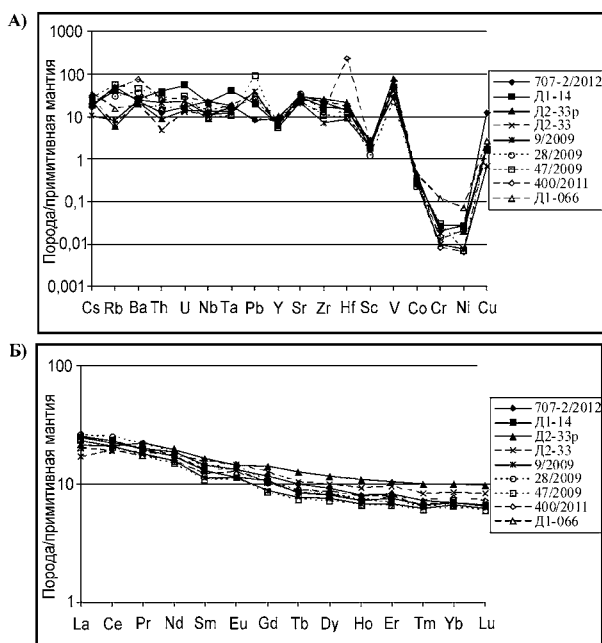 А)
Порода/примитивная мантия
1000
100
10
1
0,1
0,01
0,001
Cs Rb Ba Th U Nb Ta Pb Y Sr Zr Hf Sc V Co Cr Ni Cu
707-2/2012
Д1-14
Д2-33р
Д2-33
9/2009
28/2009
47/2009
400/2011
Д1-066
Б)
Порода/примитивная мантия
100
10
1
La Ce Pr Nd Sm Eu Gd Tb Dy Ho Er Tm Yb Lu
707-2/2012
Д1-14
Д2-33р
Д2-33
9/2009
28/2009
47/2009
400/2011
Д1-066